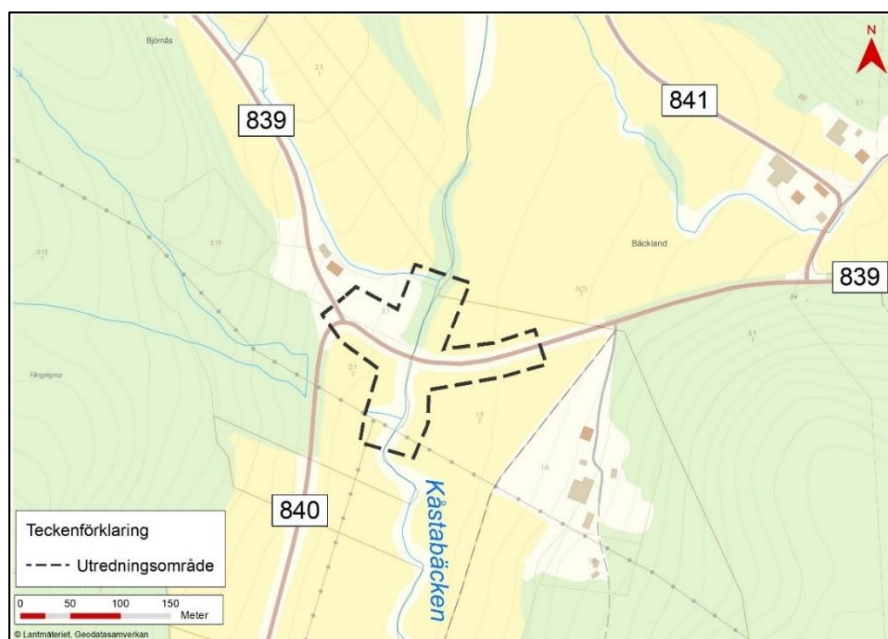 Björnås
N
839
841
Bäckland
839
Fångstgrop
840
Kåstabäcken
Teckenförklaring
Utredningsområde
0 50 100 150
Meter
© Lantmäteriet, Geodatasamverkan